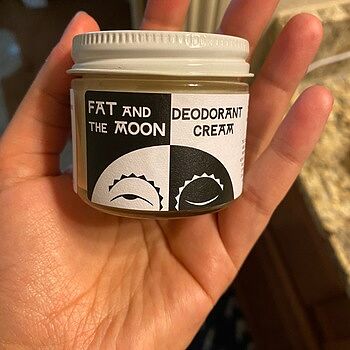 FAT AND
THE MOON
DEODORANT
CREAM